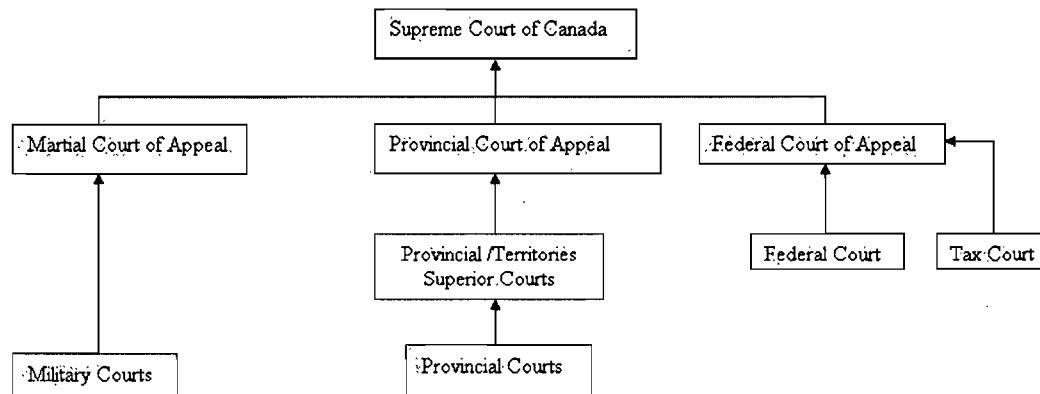 Supreme Court of Canada
Martial Court of Appeal
Provincial Court of Appeal
Federal Court of Appeal
Provincial /Territories
Superior Courts
Federal Court
Tax Court
Military Courts
Provincial Courts